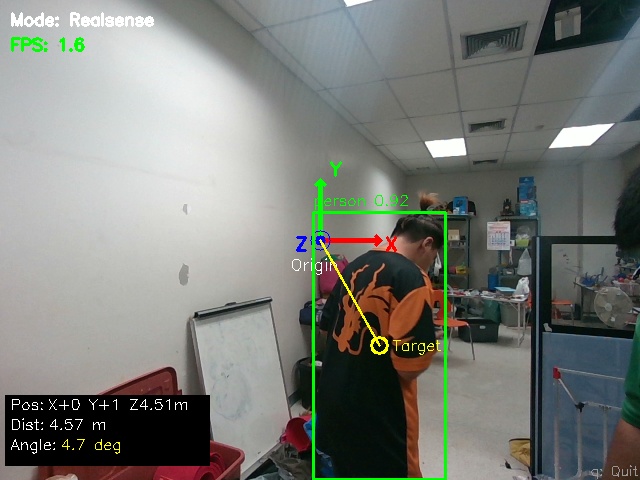 Mode: Realsense
FPS: 1.6
Y
person 0.92
Z
X
Origin
Target
Pos: X+0 Y+1 Z4.51m
Dist: 4.57 m
Angle: 4.7 deg
q: Quit